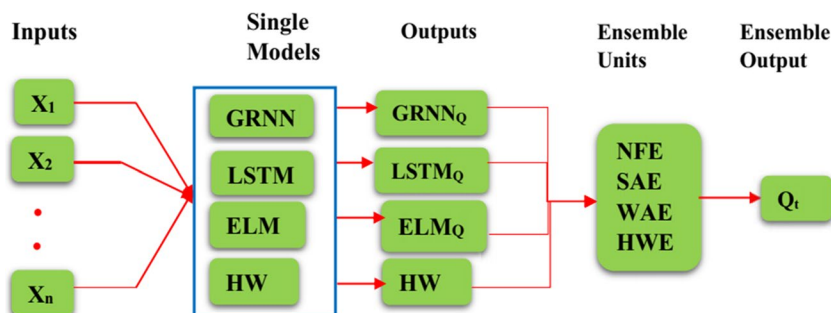 Inputs
Single
Models
Outputs
Ensemble
Units
Ensemble
Output
X1
X2
Xn
GRNN
LSTM
ELM
HW
GRNNQ
LSTMQ
ELMQ
HW
NFE
SAE
WAE
HWE
Qt